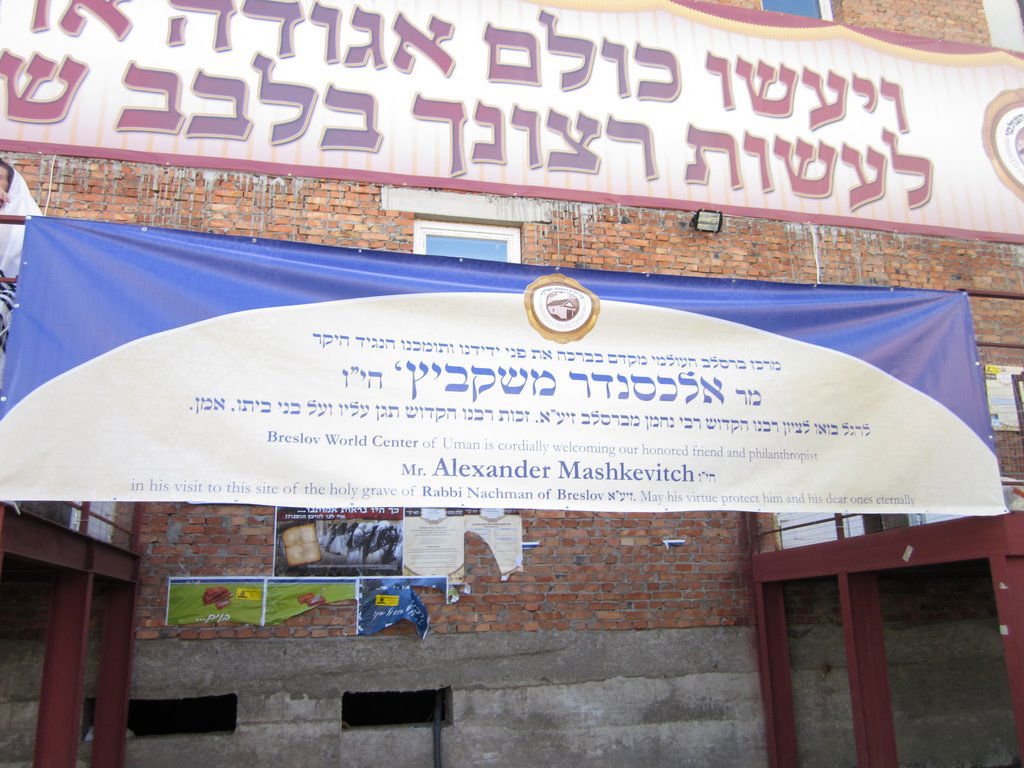 ויעשו כולם אגודה
לעשות רצונך בלבב
מרכז ברסלב העולמי מקדם בברכה את פני ידידנו ותומכנו הנגיד היקר
מר אלכסנדר משקביץ' הי"ו
לרגל בואו לציון רבנו הקדוש רבי נחמן מברסלב זיע"א. זכות רבנו הקדוש תגן עליו ועל בני ביתו. אמן.
Breslov World Center of Uman is cordially welcoming our honored friend and philanthropist
Mr. Alexander Mashkevitch הי"ו
in his visit to this site of the holy grave of Rabbi Nachman of Breslov זיע"א. May his virtue protect him and his dear ones eternally